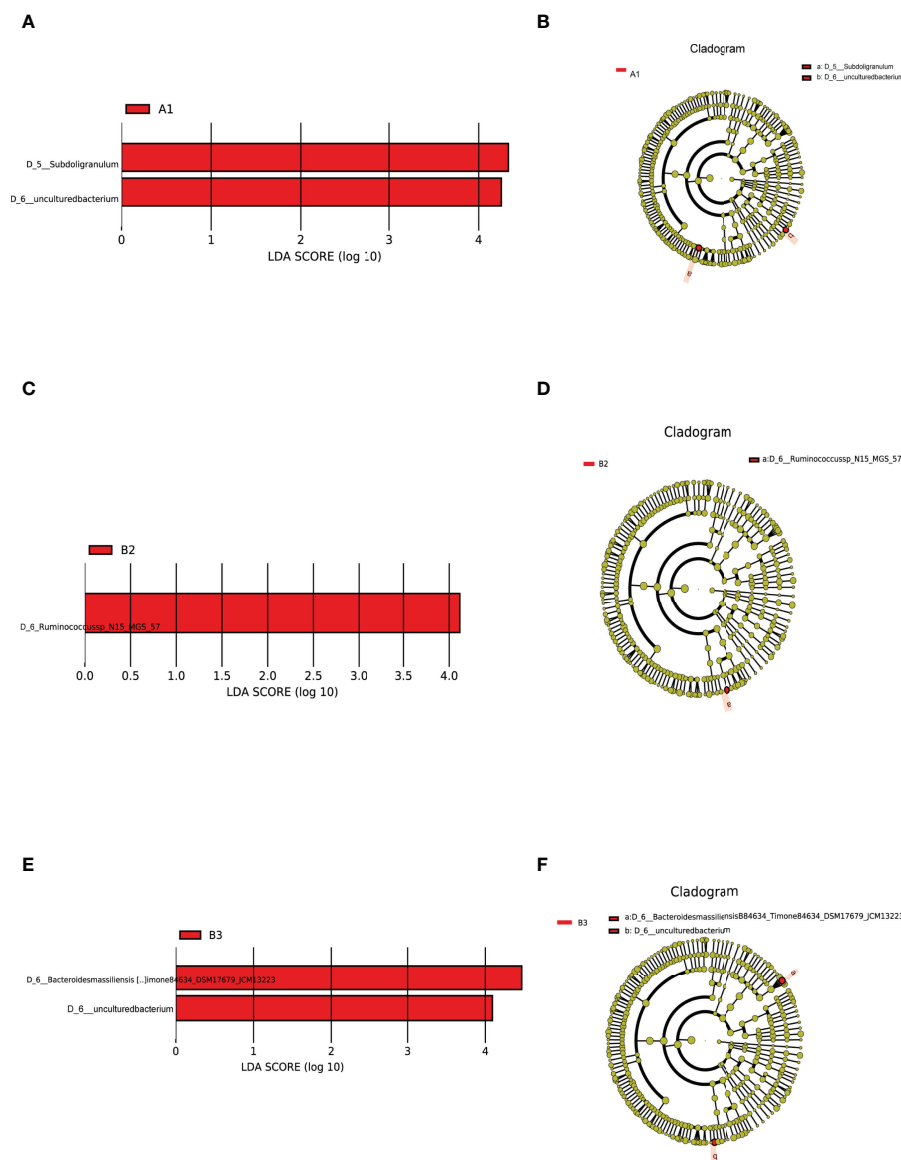 A
B
Cladogram
A1
a: D_5__Subdoligranulum
b: D_6__unculturedbacterium
A1
D_5__Subdoligranulum
D_6__unculturedbacterium
0 1 2 3 4
LDA SCORE (log 10)
b
a
C
D
Cladogram
B2
a:D_6__Ruminococcussp_N15_MGS_57
B2
D_6_Ruminococcussp_N15_MGS_57
0.0 0.5 1.0 1.5 2.0 2.5 3.0 3.5 4.0
LDA SCORE (log 10)
a
E
F
Cladogram
B3
a:D_6__BacteroidesmassiliensisB84634_Timone84634_DSM17679_JCM13223
b: D_6__unculturedbacterium
B3
D_6__Bacteroidesmassiliensis [..]imone84634_DSM17679_JCM13223
D_6__unculturedbacterium
0 1 2 3 4
LDA SCORE (log 10)
a
b